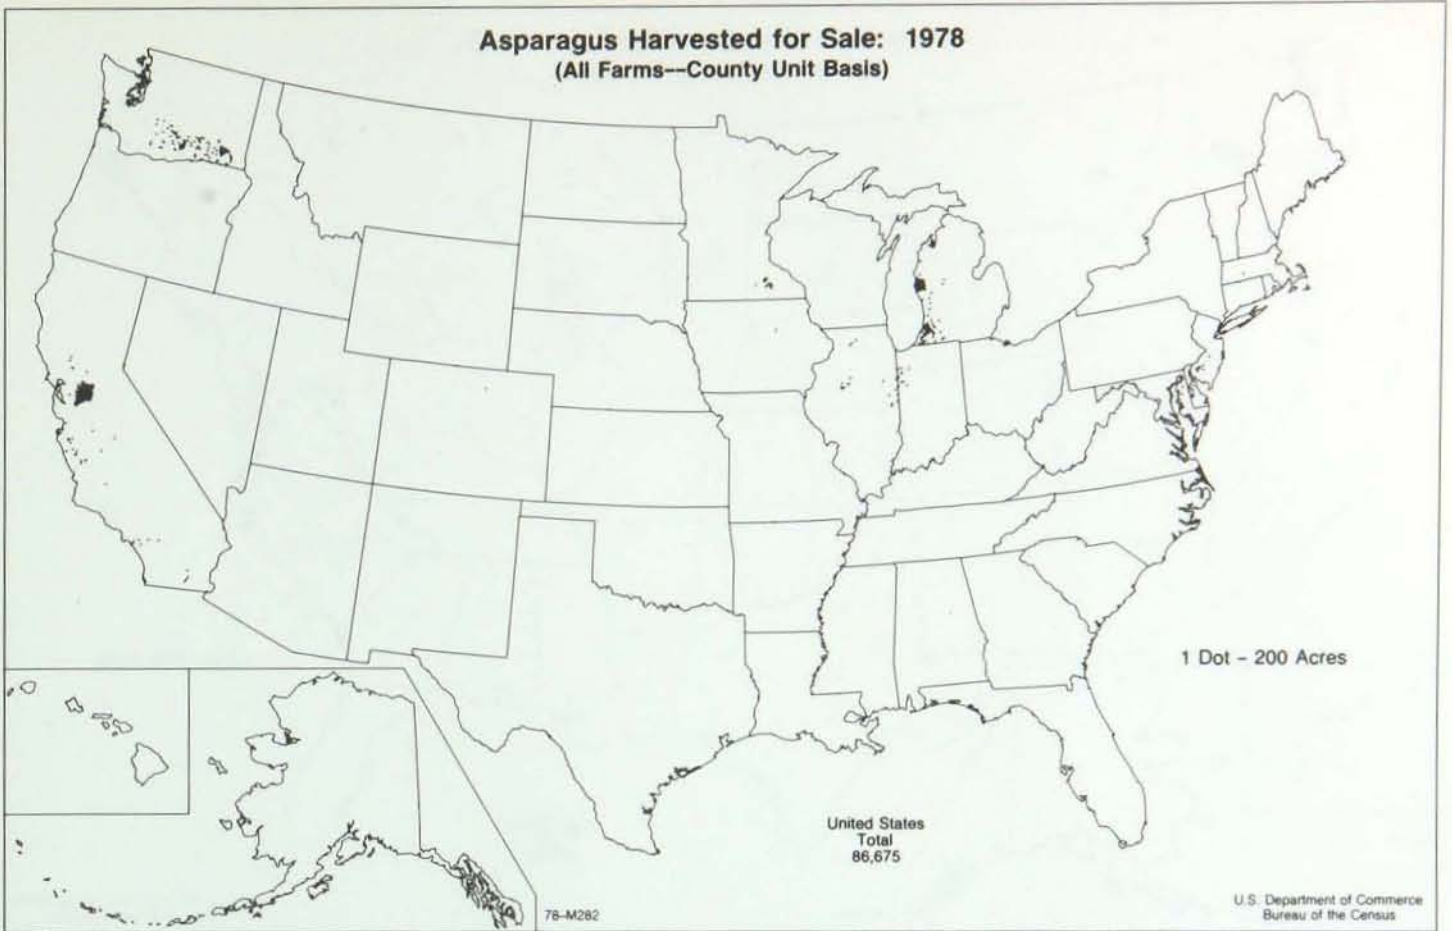 Asparagus Harvested for Sale: 1978
(All Farms--County Unit Basis)
1 Dot - 200 Acres
United States
Total
86,675
78-M282
U.S. Department of Commerce
Bureau of the Census